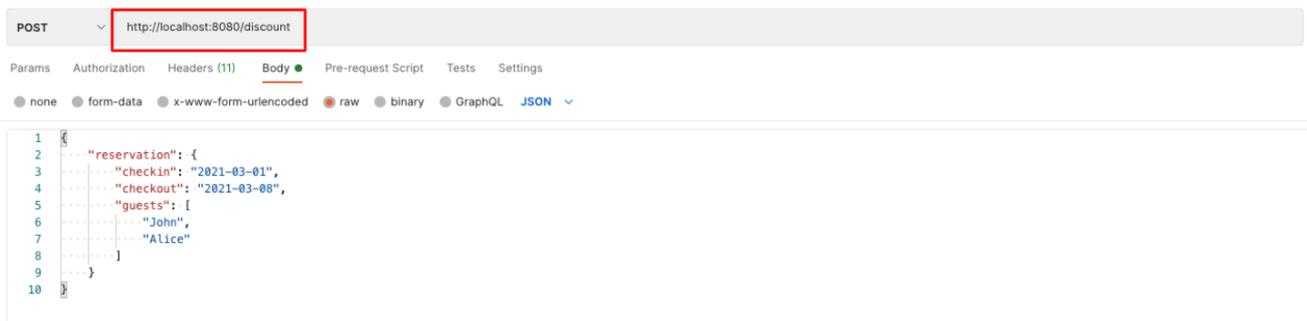 POST http://localhost:8080/discount
Params Authorization Headers (11) Body Pre-request Script Tests Settings
none form-data x-www-form-urlencoded raw binary GraphQL JSON
1 {
2 "reservation": {
3 "checkin": "2021-03-01",
4 "checkout": "2021-03-08",
5 "guests": [
6 "John",
7 "Alice"
8 ]
9 }
10 }